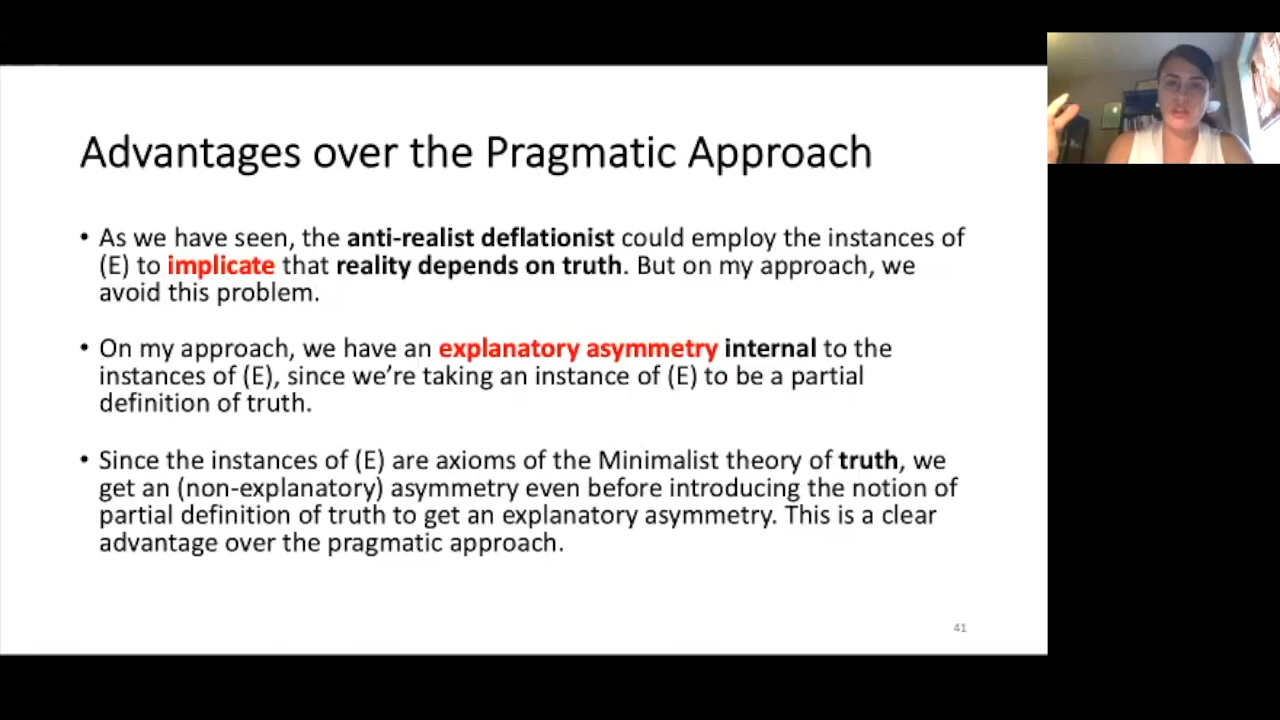 Advantages over the Pragmatic Approach
• As we have seen, the anti-realist deflationist could employ the instances of
(E) to implicate that reality depends on truth. But on my approach, we
avoid this problem.
• On my approach, we have an explanatory asymmetry internal to the
instances of (E), since we’re taking an instance of (E) to be a partial
definition of truth.
• Since the instances of (E) are axioms of the Minimalist theory of truth, we
get an (non-explanatory) asymmetry even before introducing the notion of
partial definition of truth to get an explanatory asymmetry. This is a clear
advantage over the pragmatic approach.
41